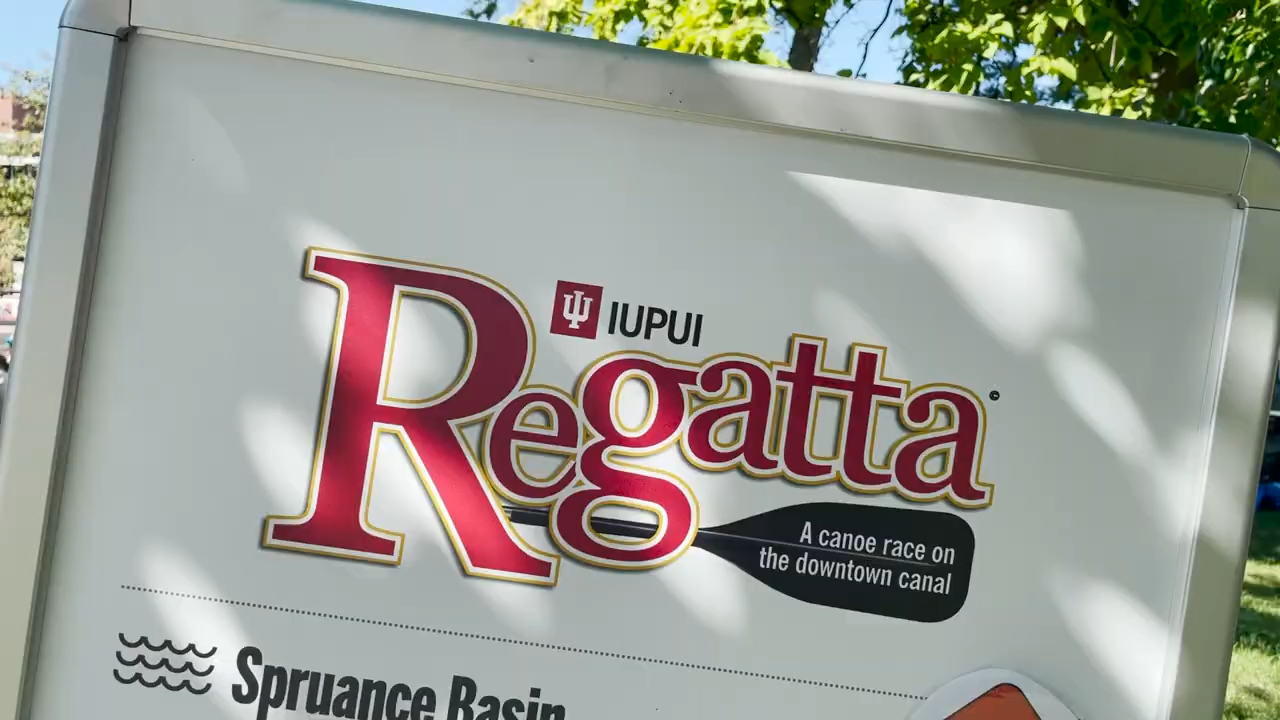 IUPUI
Regatta
A canoe race on
the downtown canal
Spruance Basin